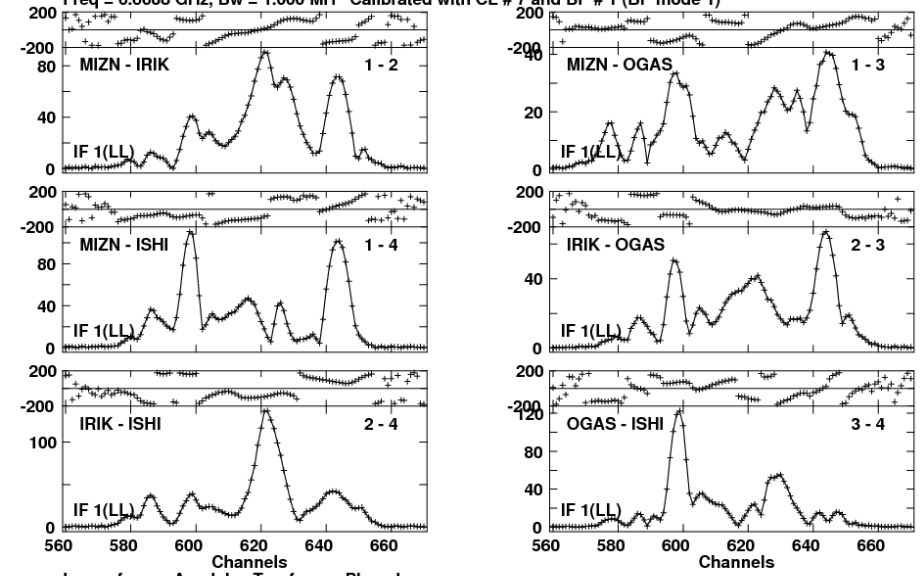 200
-200
80
40
0
MIZN - IRIK
1 - 2
IF 1(LL)
200
-200
40
20
0
MIZN - OGAS
1 - 3
IF 1(LL)
200
-200
80
40
0
MIZN - ISHI
1 - 4
IF 1(LL)
200
-200
40
0
IRIK - OGAS
2 - 3
IF 1(LL)
200
-200
100
0
IRIK - ISHI
2 - 4
IF 1(LL)
560 580 600 620 640 660
Channels
200
-200
120
80
40
0
OGAS - ISHI
3 - 4
IF 1(LL)
560 580 600 620 640 660
Channels